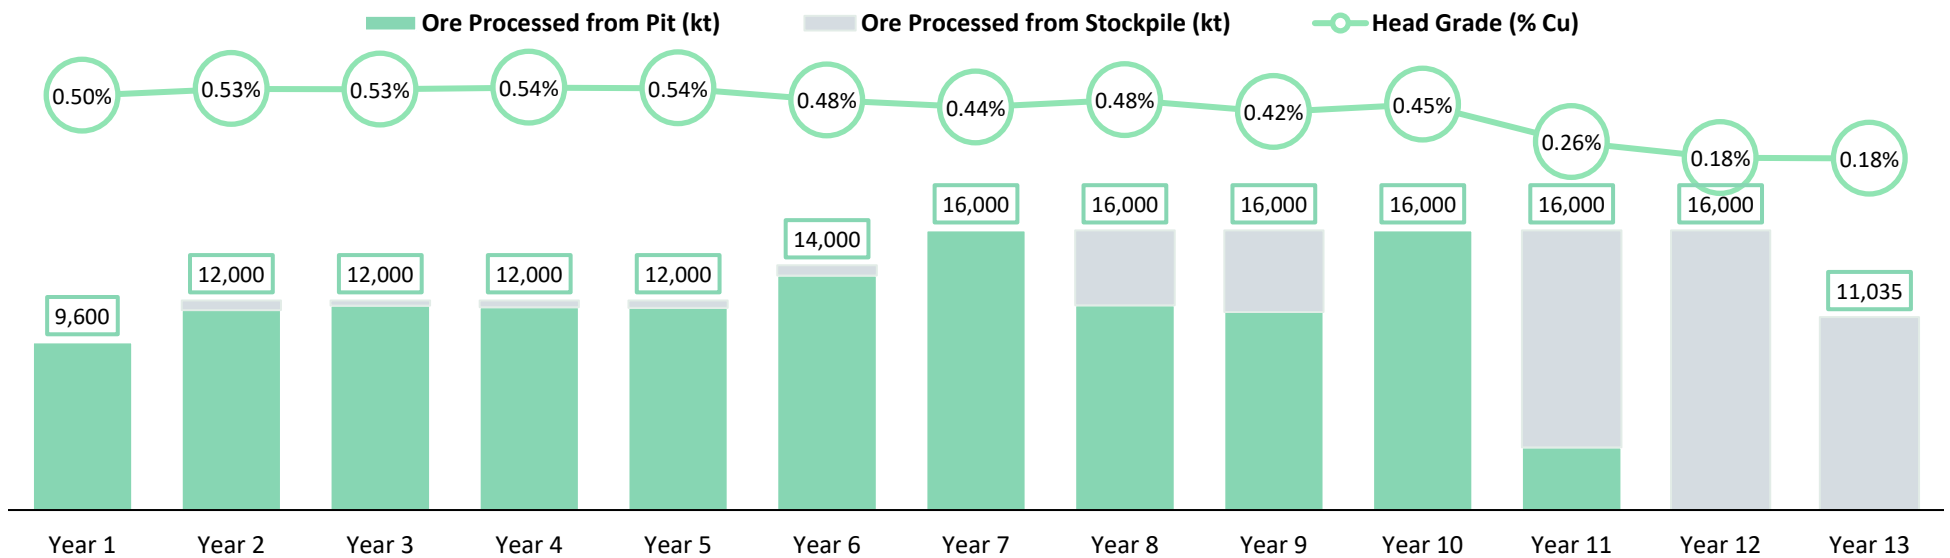 Ore Processed from Pit (kt) Ore Processed from Stockpile (kt) Head Grade (% Cu)
0.50% 0.53% 0.53% 0.54% 0.54% 0.48% 0.44% 0.48% 0.42% 0.45% 0.26% 0.18% 0.18%
9,600 12,000 12,000 12,000 12,000 14,000 16,000 16,000 16,000 16,000 16,000 16,000 11,035
Year 1 Year 2 Year 3 Year 4 Year 5 Year 6 Year 7 Year 8 Year 9 Year 10 Year 11 Year 12 Year 13